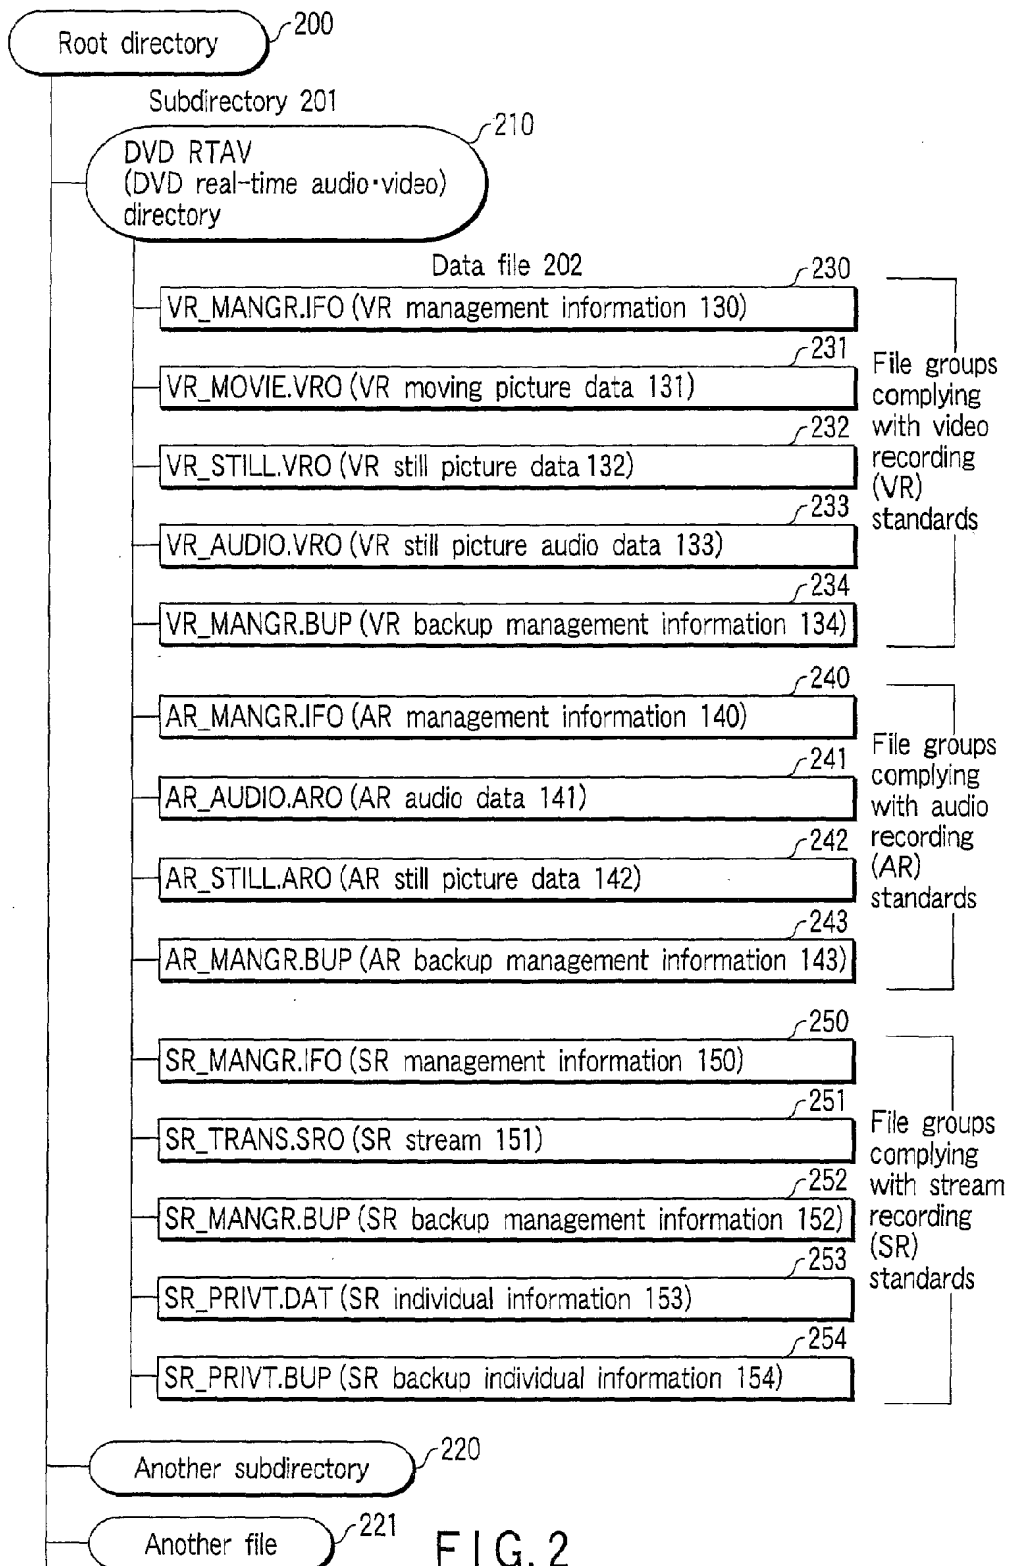 Root directory
200
Subdirectory 201
210
DVD RTAV
(DVD real-time audio·video)
directory
Data file 202
230
VR_MANGR.IFO (VR management information 130)
231
VR_MOVIE.VRO (VR moving picture data 131)
232
VR_STILL.VRO (VR still picture data 132)
233
VR_AUDIO.VRO (VR still picture audio data 133)
234
VR_MANGR.BUP (VR backup management information 134)
File groups
complying
with video
recording
(VR)
standards
240
AR_MANGR.IFO (AR management information 140)
241
AR_AUDIO.ARO (AR audio data 141)
242
AR_STILL.ARO (AR still picture data 142)
243
AR_MANGR.BUP (AR backup management information 143)
File groups
complying
with audio
recording
(AR)
standards
250
SR_MANGR.IFO (SR management information 150)
251
SR_TRANS.SRO (SR stream 151)
252
SR_MANGR.BUP (SR backup management information 152)
253
SR_PRIVT.DAT (SR individual information 153)
254
SR_PRIVT.BUP (SR backup individual information 154)
File groups
complying
with stream
recording
(SR)
standards
Another subdirectory
220
Another file
221
FIG. 2